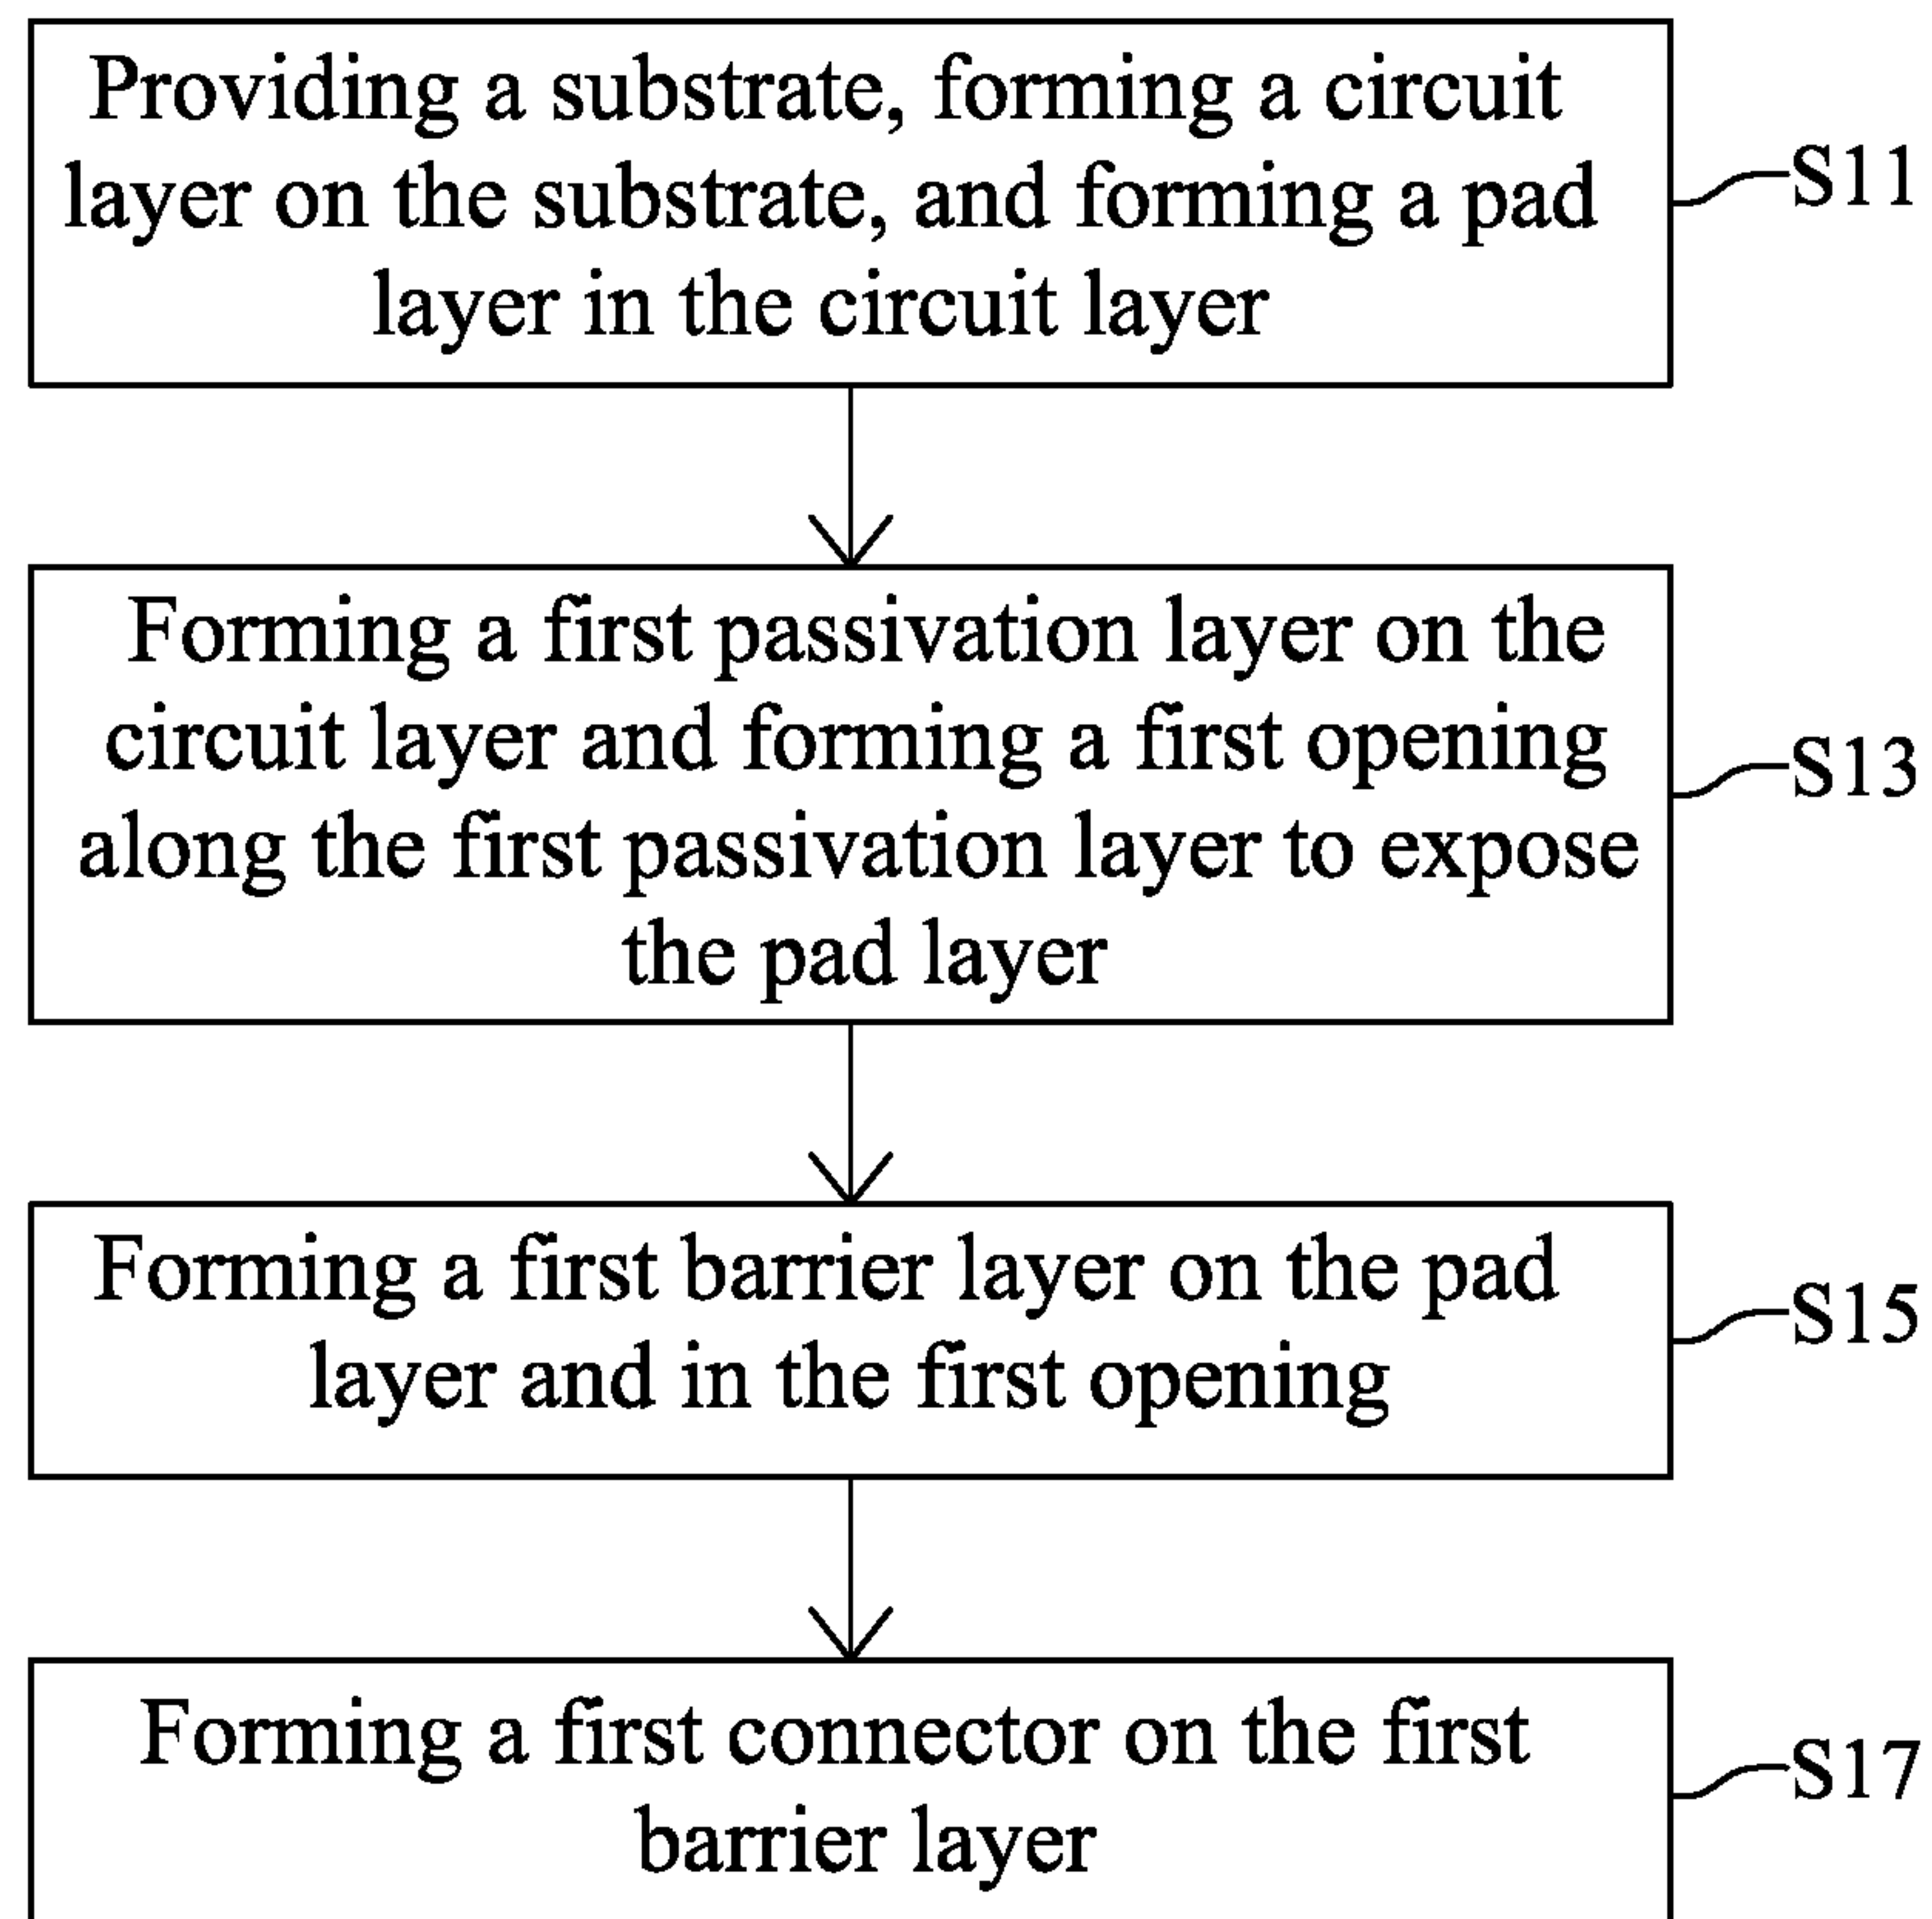 Providing a substrate, forming a circuit
layer on the substrate, and forming a pad
layer in the circuit layer
S11
Forming a first passivation layer on the
circuit layer and forming a first opening
along the first passivation layer to expose
the pad layer
S13
Forming a first barrier layer on the pad
layer and in the first opening
S15
Forming a first connector on the first
barrier layer
S17